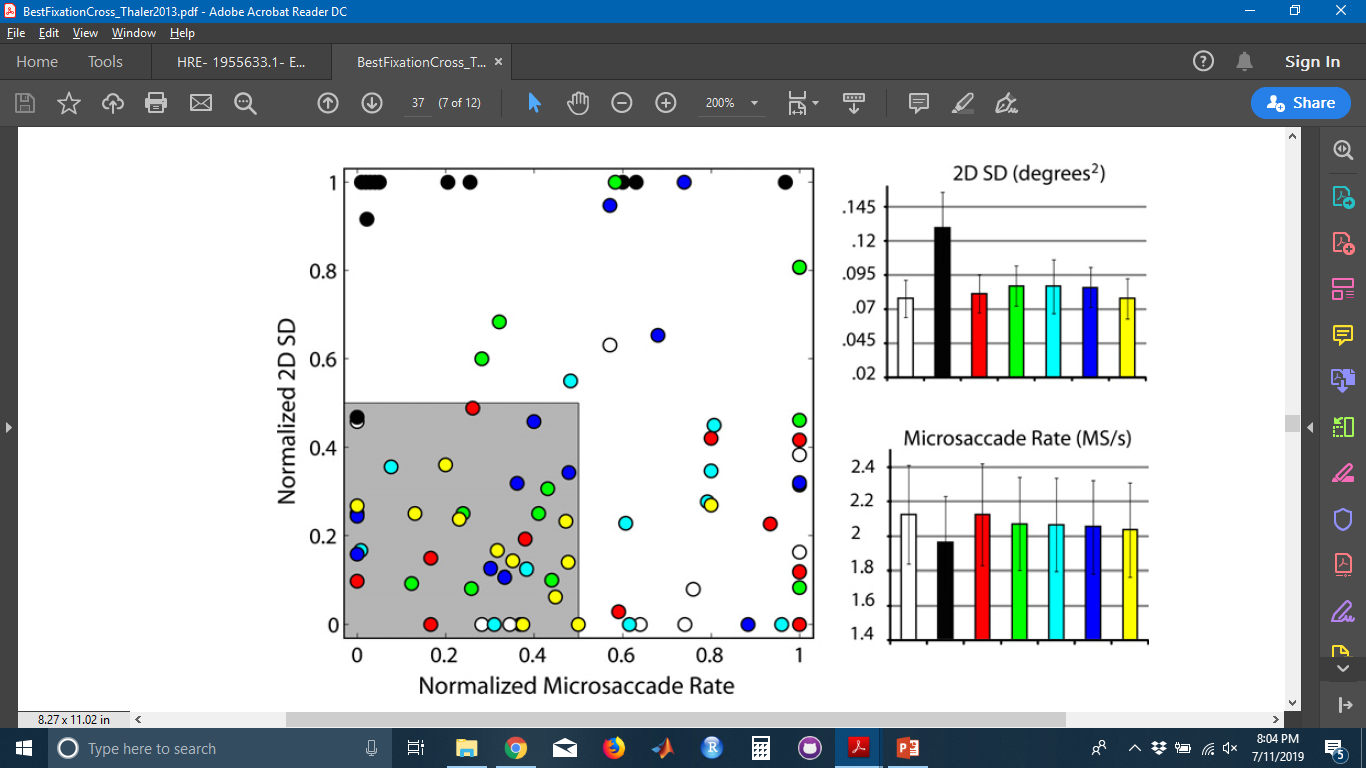 BestFixationCross_Thaler2013.pdf - Adobe Acrobat Reader DC
File Edit View Window Help
Home Tools HRE- 1955633.1- E... BestFixationCross_T... ×
Sign In
37 (7 of 12) 200% Share
2D SD (degrees2)
.145
.12
.095
.07
.045
.02
Microsaccade Rate (MS/s)
2.4
2.2
2
1.8
1.6
1.4
Normalized 2D SD
1
0.8
0.6
0.4
0.2
0
0 0.2 0.4 0.6 0.8 1
Normalized Microsaccade Rate
8.27 x 11.02 in
Type here to search
R
P
8:04 PM
7/11/2019
5